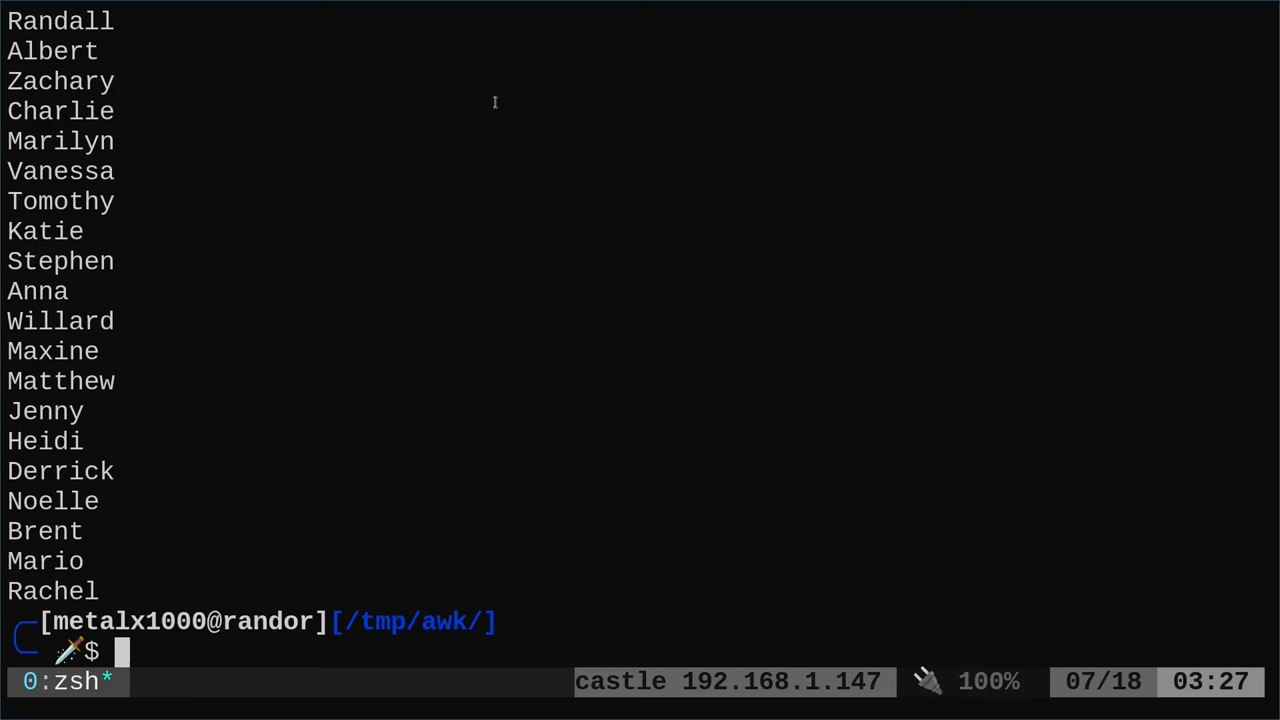 Randall
Albert
Zachary
Charlie
Marilyn
Vanessa
Tomothy
Katie
Stephen
Anna
Willard
Maxine
Matthew
Jenny
Heidi
Derrick
Noelle
Brent
Mario
Rachel
[metalx1000@randor][/tmp/awk/]
🗡️$
0:zsh* castle 192.168.1.147 🔌 100% 07/18 03:27